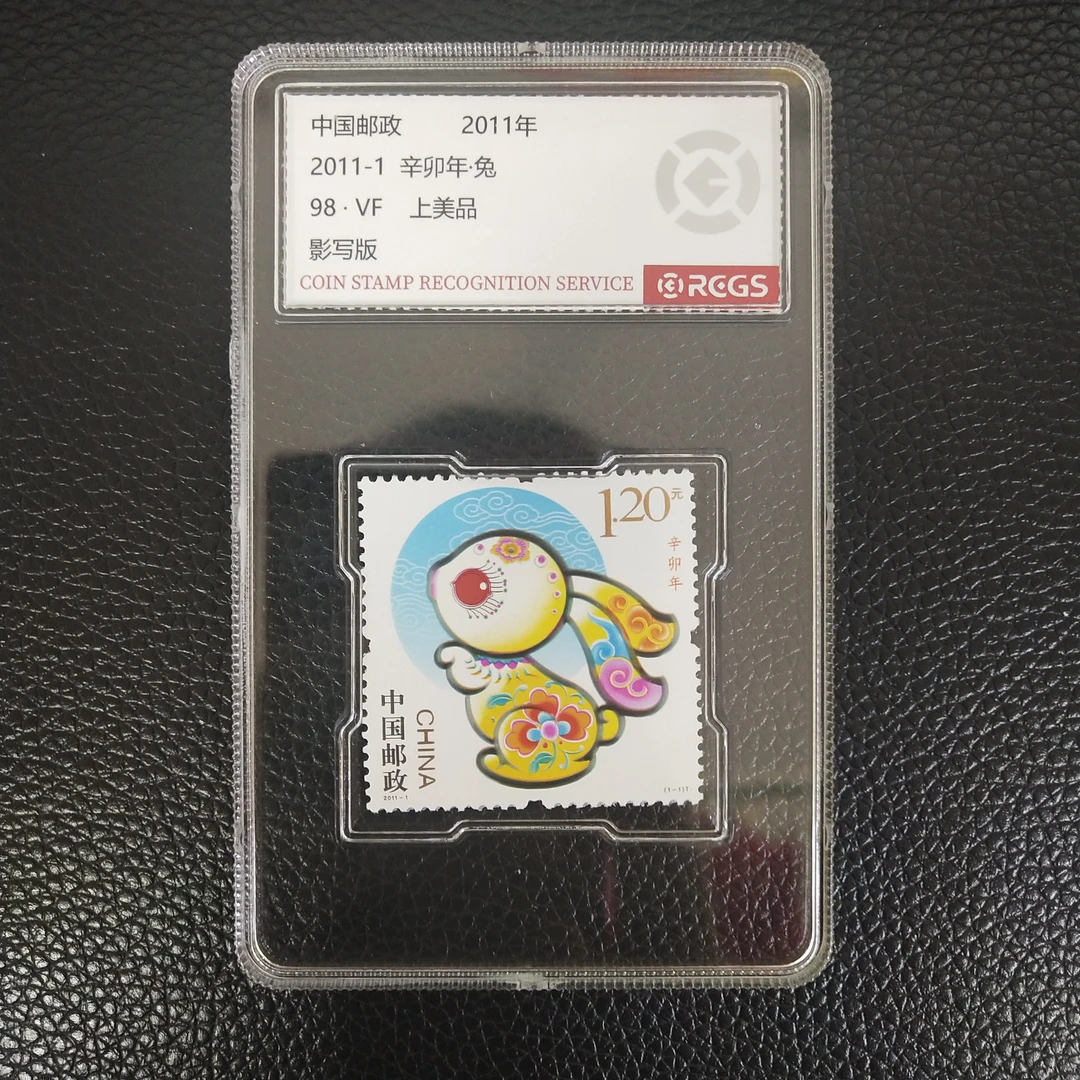 中国邮政 2011年
2011-1 辛卯年·兔
98·VF 上美品
影写版
COIN STAMP RECOGNITION SERVICE RCGS
1.20元
辛卯年
中国邮政
CHINA
2011-1
(1-1)T